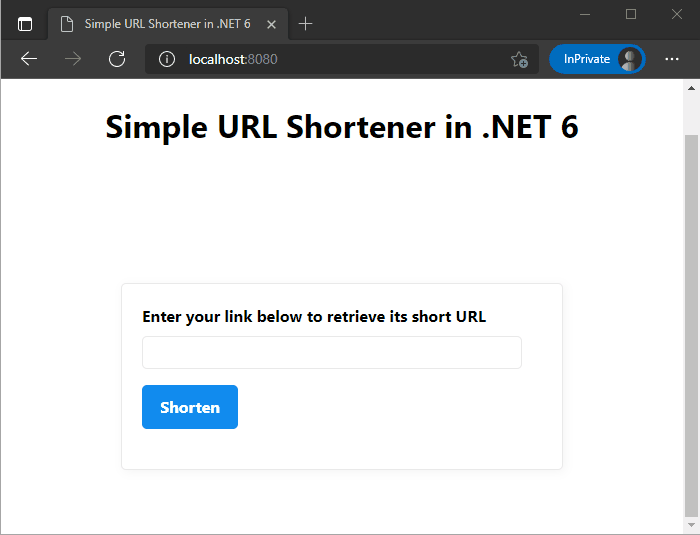 Simple URL Shortener in .NET 6
localhost:8080
InPrivate
Simple URL Shortener in .NET 6
Enter your link below to retrieve its short URL
Shorten